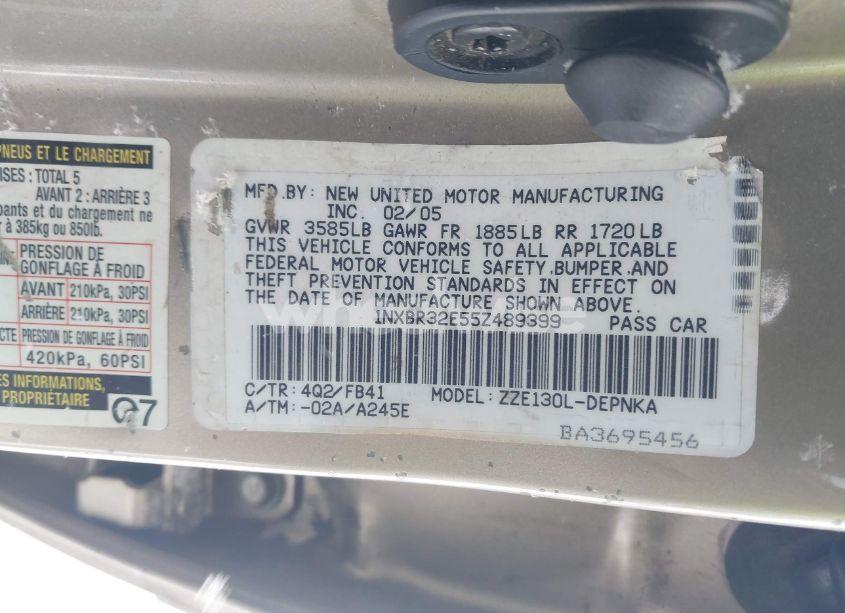 PNEUS ET LE CHARGEMENT
ISES : TOTAL 5
AVANT 2 : ARRIÈRE 3
pants et du chargement ne
r à 385kg ou 850lb.
PRESSION DE
GONFLAGE À FROID
AVANT 210kPa, 30PSI
ARRIÈRE 210kPa, 30PSI
PRESSION DE GONFLAGE À FROID
420kPa, 60PSI
ES INFORMATIONS,
PROPRIÉTAIRE
Q7
MFD.BY: NEW UNITED MOTOR MANUFACTURING
INC. 02/05
GVWR 3585LB GAWR FR 1885LB RR 1720LB
THIS VEHICLE CONFORMS TO ALL APPLICABLE
FEDERAL MOTOR VEHICLE SAFETY,BUMPER,AND
THEFT PREVENTION STANDARDS IN EFFECT ON
THE DATE OF MANUFACTURE SHOWN ABOVE.
1NXBR32E55Z489399 PASS CAR
C/TR: 4Q2/FB41 MODEL: ZZE130L-DEPNKA
A/TM: -02A/A245E
BA3695456